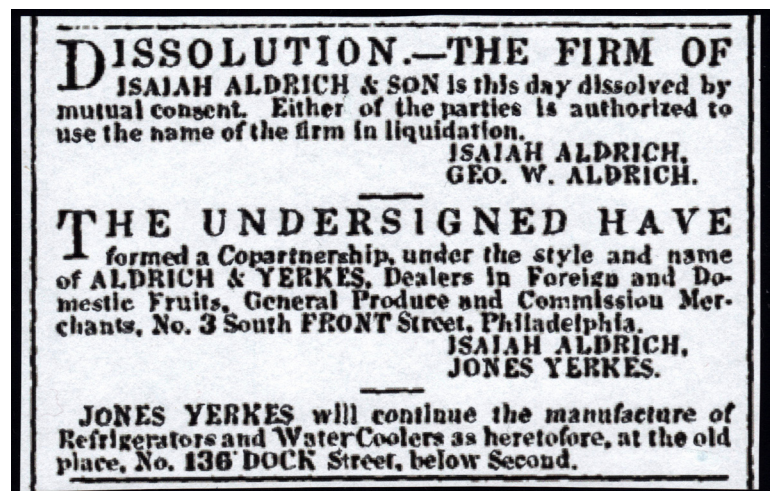 DISSOLUTION.—THE FIRM OF
ISAIAH ALDRICH & SON is this day dissolved by
mutual consent. Either of the parties is authorized to
use the name of the firm in liquidation.
ISAIAH ALDRICH,
GEO. W. ALDRICH.
THE UNDERSIGNED HAVE
formed a Copartnership, under the style and name
of ALDRICH & YERKES, Dealers in Foreign and Do-
mestic Fruits, General Produce and Commission Mer-
chants, No. 3 South FRONT Street, Philadelphia.
ISAIAH ALDRICH,
JONES YERKES.
JONES YERKES will continue the manufacture of
Refrigerators and Water Coolers as heretofore, at the old
place, No. 136 DOCK Street, below Second.